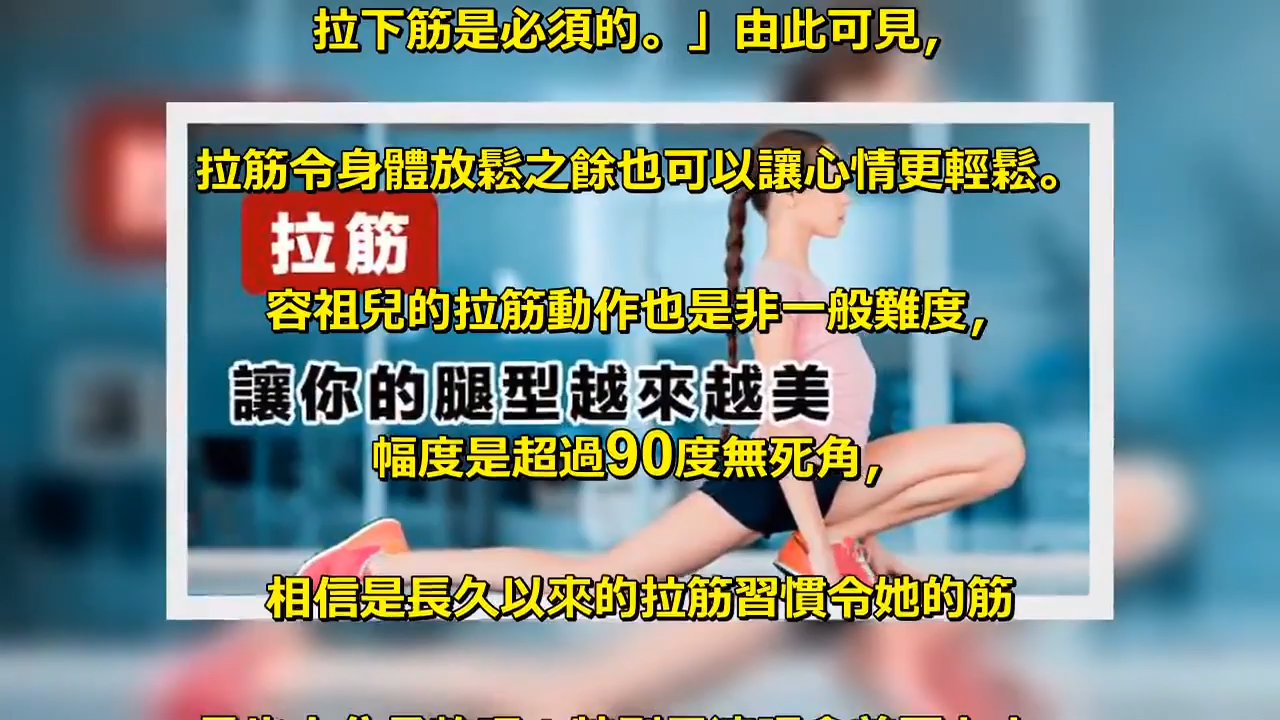 拉下筋是必須的。」由此可見，
拉筋令身體放鬆之餘也可以讓心情更輕鬆。
拉筋
容祖兒的拉筋動作也是非一般難度，
讓你的腿型越來越美
幅度是超過90度無死角，
相信是長久以來的拉筋習慣令她的筋